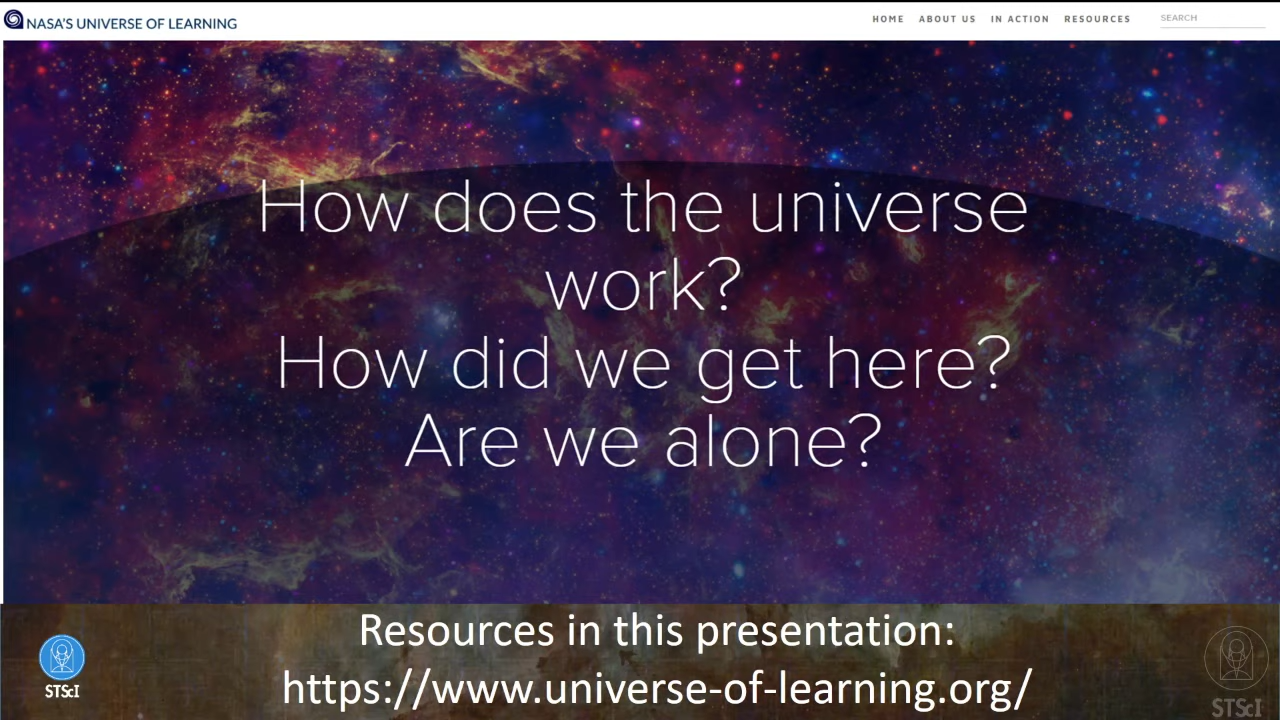 NASA'S UNIVERSE OF LEARNING
HOME ABOUT US IN ACTION RESOURCES SEARCH
How does the universe
work?
How did we get here?
Are we alone?
Resources in this presentation:
https://www.universe-of-learning.org/
STScI
STScI